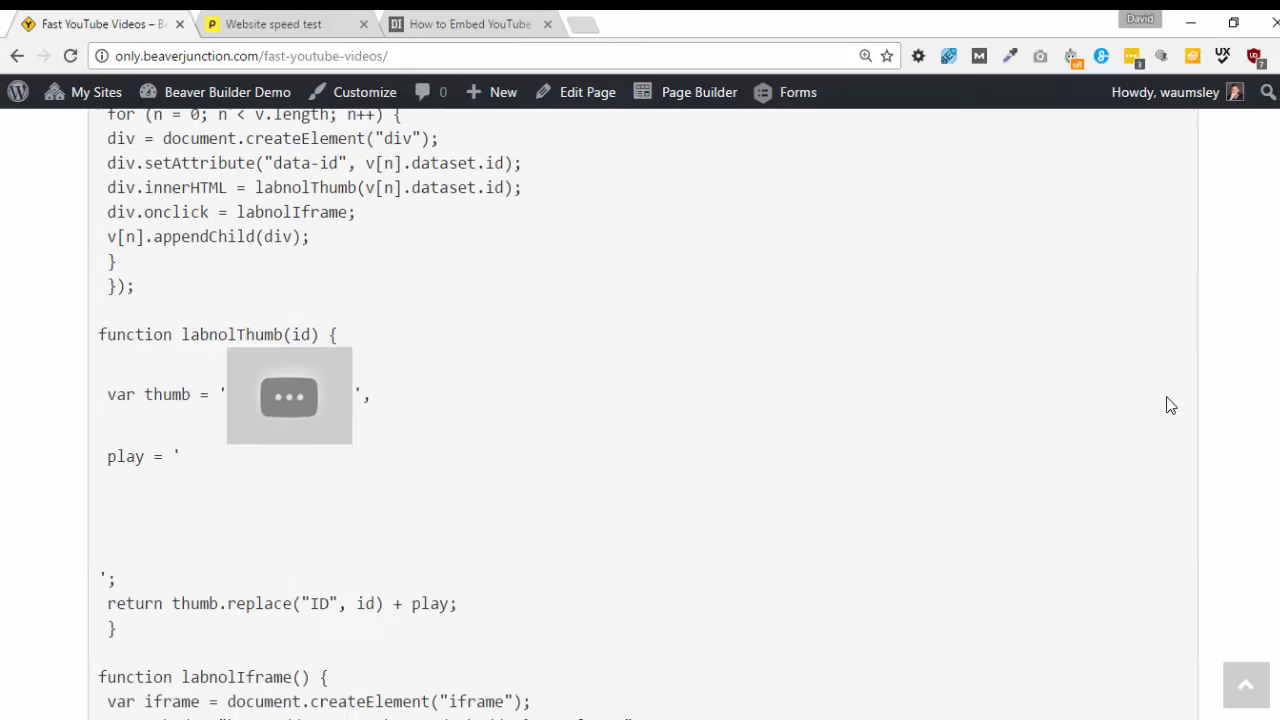 David
Fast YouTube Videos – Be
Website speed test
How to Embed YouTube
only.beaverjunction.com/fast-youtube-videos/
My Sites
Beaver Builder Demo
Customize
0
New
Edit Page
Page Builder
Forms
Howdy, waumsley
for (n = 0; n < v.length; n++) {
div = document.createElement("div");
div.setAttribute("data-id", v[n].dataset.id);
div.innerHTML = labnolThumb(v[n].dataset.id);
div.onclick = labnolIframe;
v[n].appendChild(div);
}
});
function labnolThumb(id) {
var thumb = '
',
play = '
';
return thumb.replace("ID", id) + play;
}
function labnolIframe() {
var iframe = document.createElement("iframe");